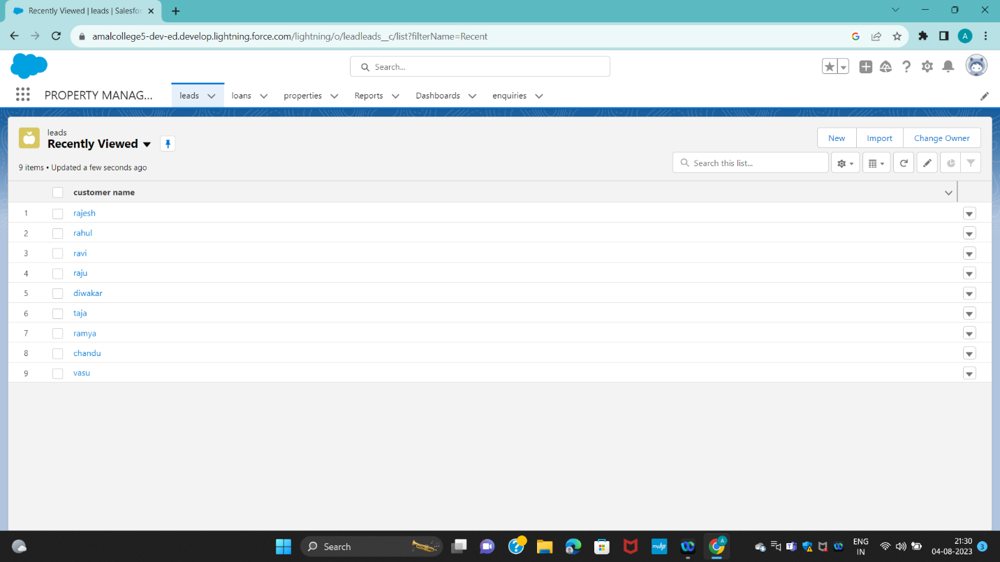 Recently Viewed | leads | Salesfor
amalcollege5-dev-ed.develop.lightning.force.com/lightning/o/leadleads__c/list?filterName=Recent
A
Search...
PROPERTY MANAG... leads loans properties Reports Dashboards enquiries
leads
Recently Viewed
New Import Change Owner
9 items • Updated a few seconds ago
Search this list...
customer name
1 rajesh
2 rahul
3 ravi
4 raju
5 diwakar
6 taja
7 ramya
8 chandu
9 vasu
Search
myhp
A
ENG
IN
21:30
04-08-2023
3